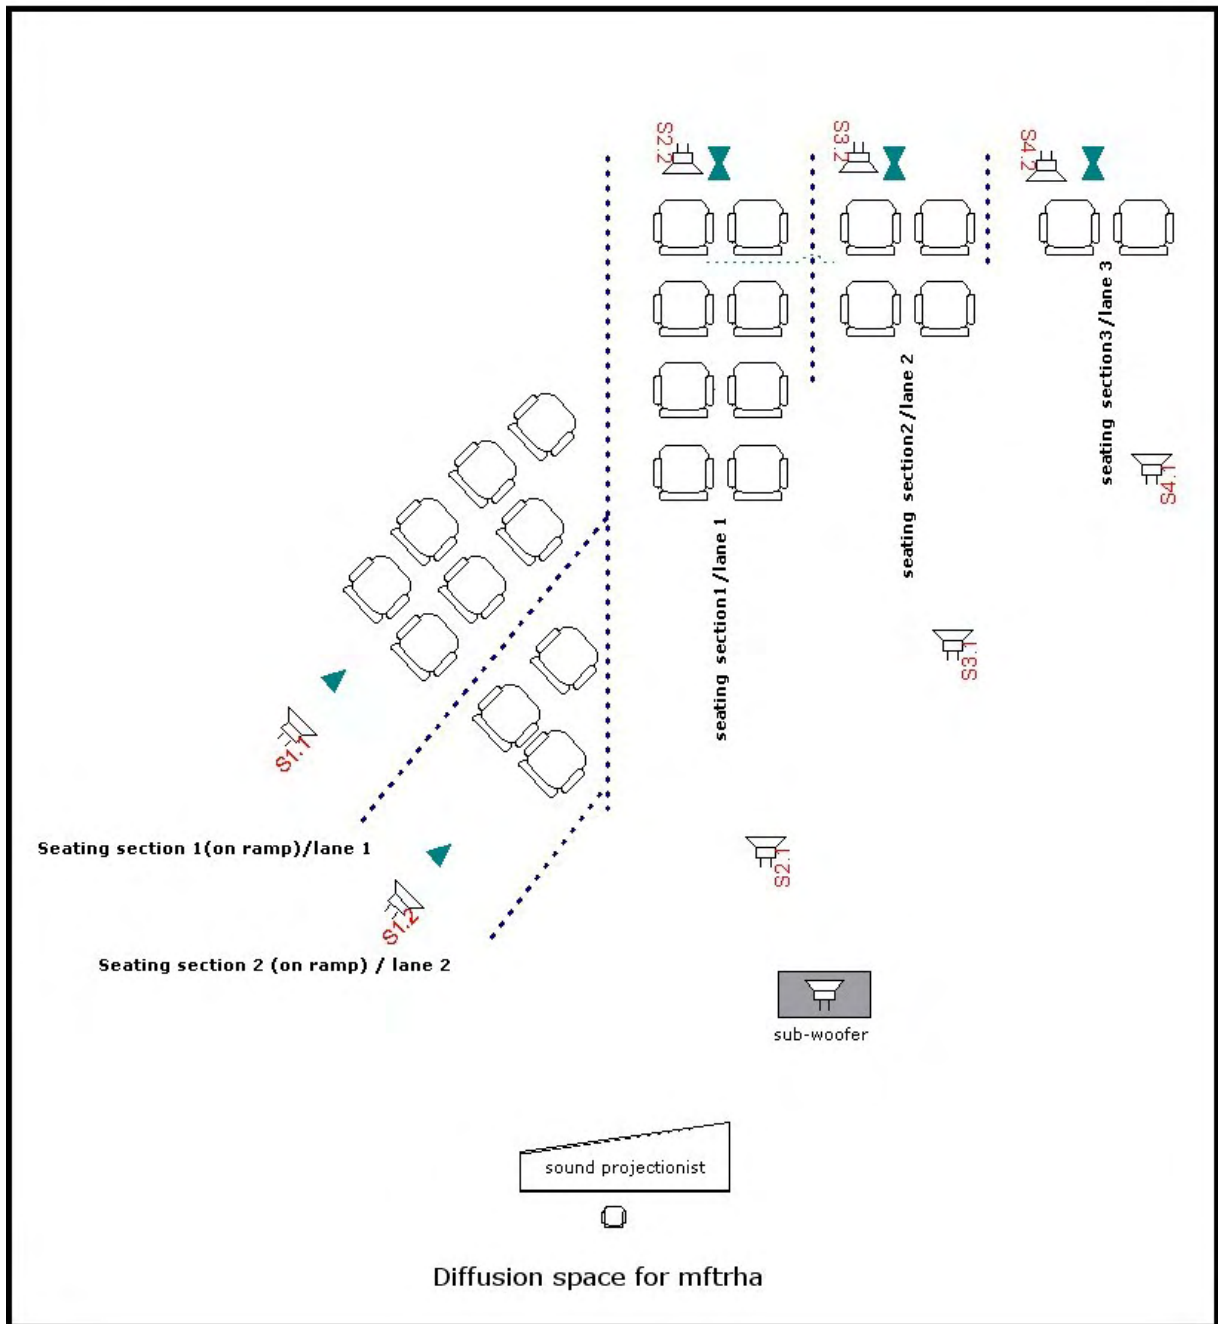 S2.2
S3.2
S4.2
seating section3/lane 3
seating section2/lane 2
S4.1
seating section1/lane 1
S3.1
S1.1
Seating section 1(on ramp)/lane 1
S2.1
S1.2
Seating section 2 (on ramp) / lane 2
sub-woofer
sound projectionist
Diffusion space for mftrha